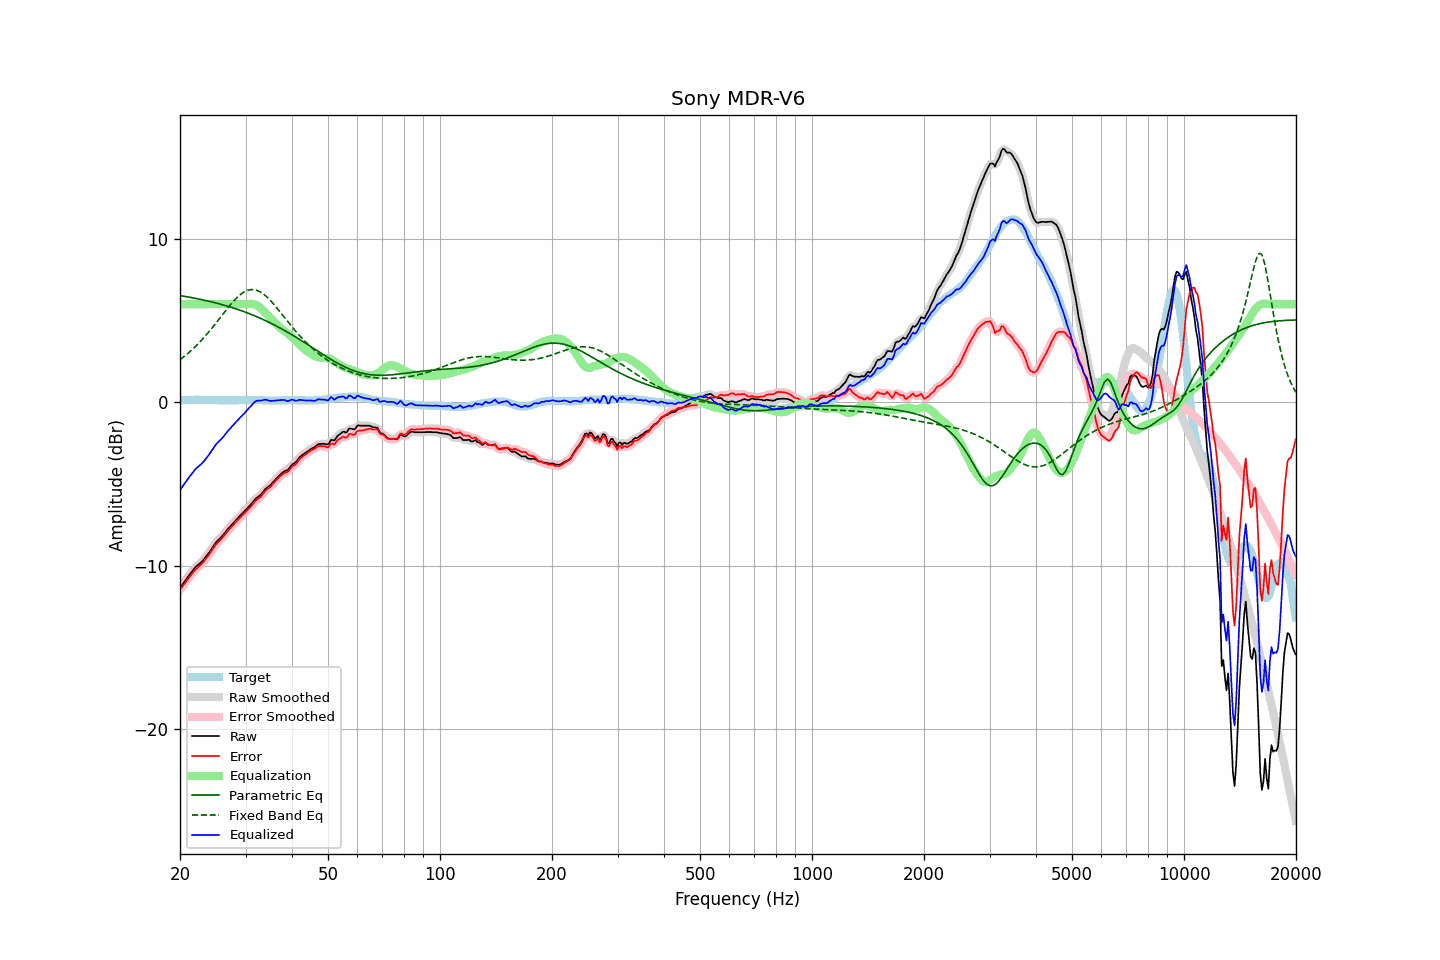 Sony MDR-V6
Amplitude (dBr)
10
0
−10
−20
Target
Raw Smoothed
Error Smoothed
Raw
Error
Equalization
Parametric Eq
Fixed Band Eq
Equalized
20 50 100 200 500 1000 2000 5000 10000 20000
Frequency (Hz)